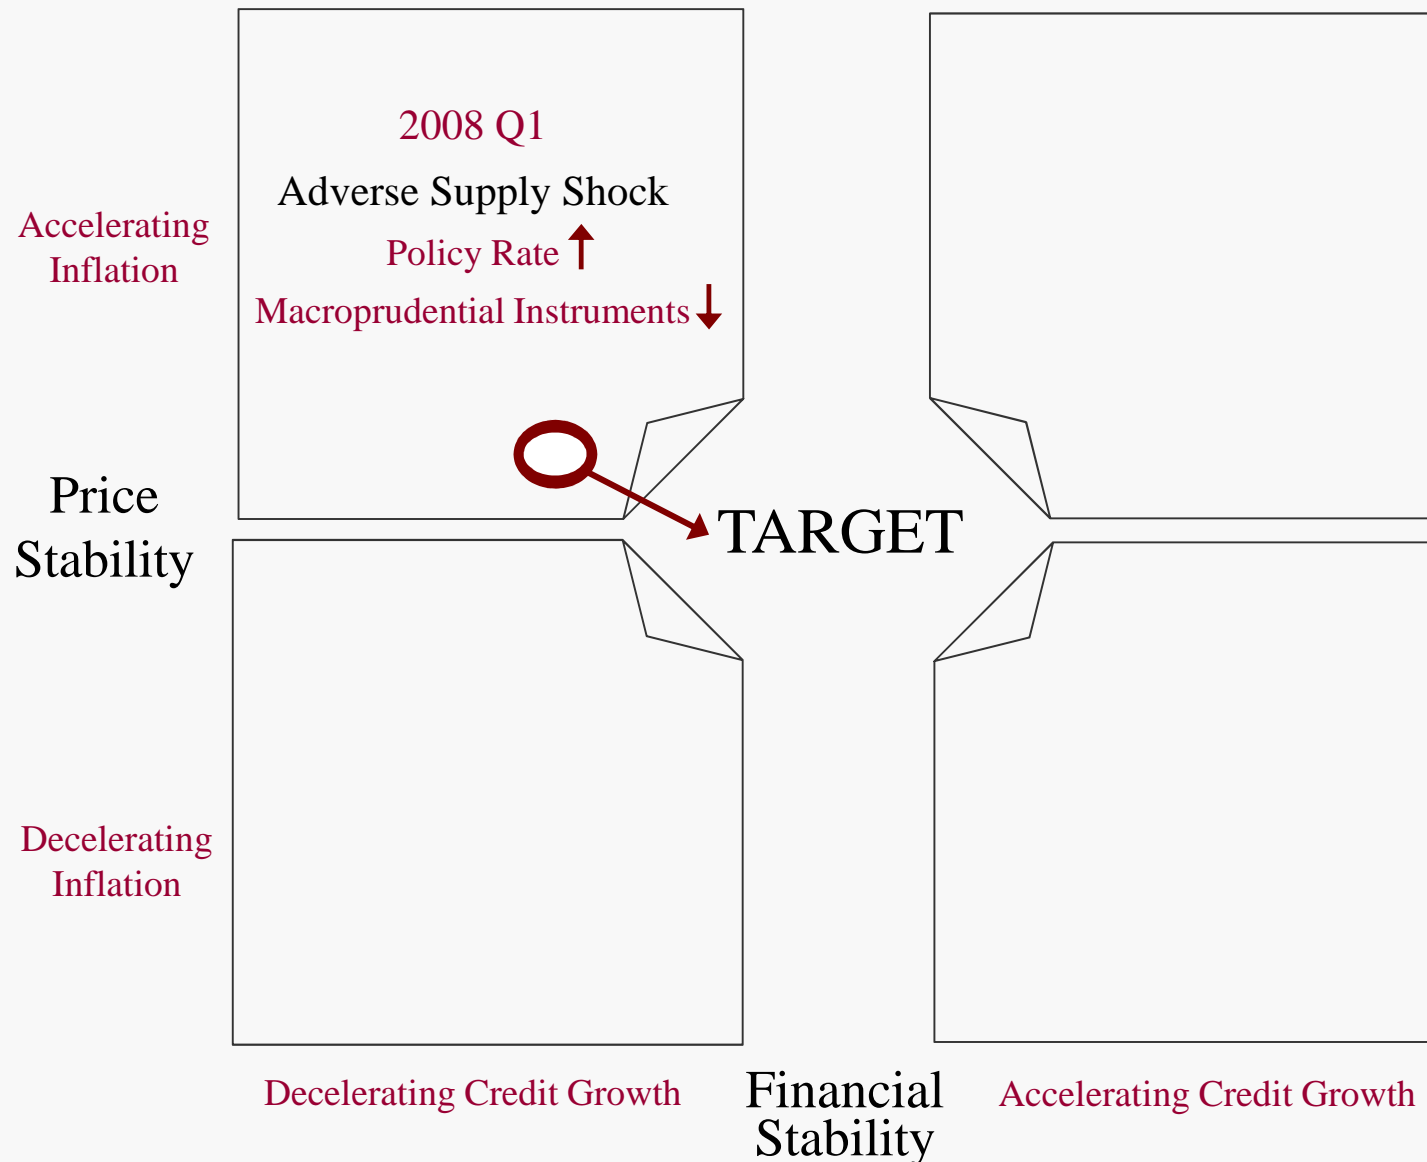 2008 Q1
Adverse Supply Shock
Policy Rate
Macroprudential Instruments
Accelerating
Inflation
Price
Stability
TARGET
Decelerating
Inflation
Decelerating Credit Growth
Financial
Stability
Accelerating Credit Growth